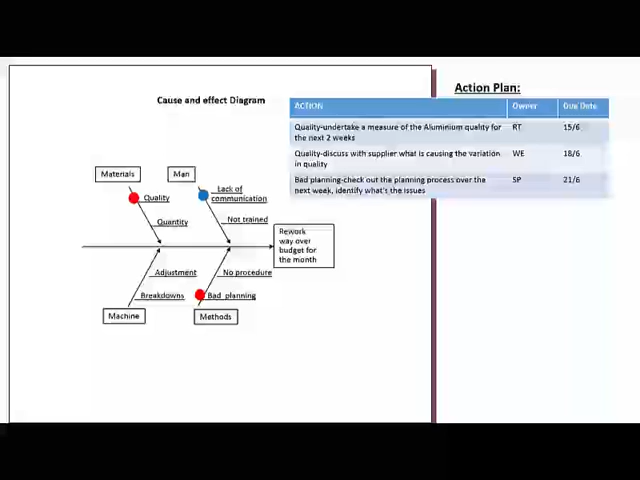 Action Plan:
Cause and effect Diagram
ACTION Owner Due Date
Quality-undertake a measure of the Aluminium quality for RT 15/6
the next 2 weeks
Quality-discuss with supplier what is causing the variation WE 18/6
in quality
Bad planning-check out the planning process over the SP 21/6
next week, identify what's the issues
Materials Man
Quality
Lack of
communication
Quantity
Not trained
Rework
way over
budget for
the month
Adjustment
No procedure
Breakdowns
Bad planning
Machine
Methods